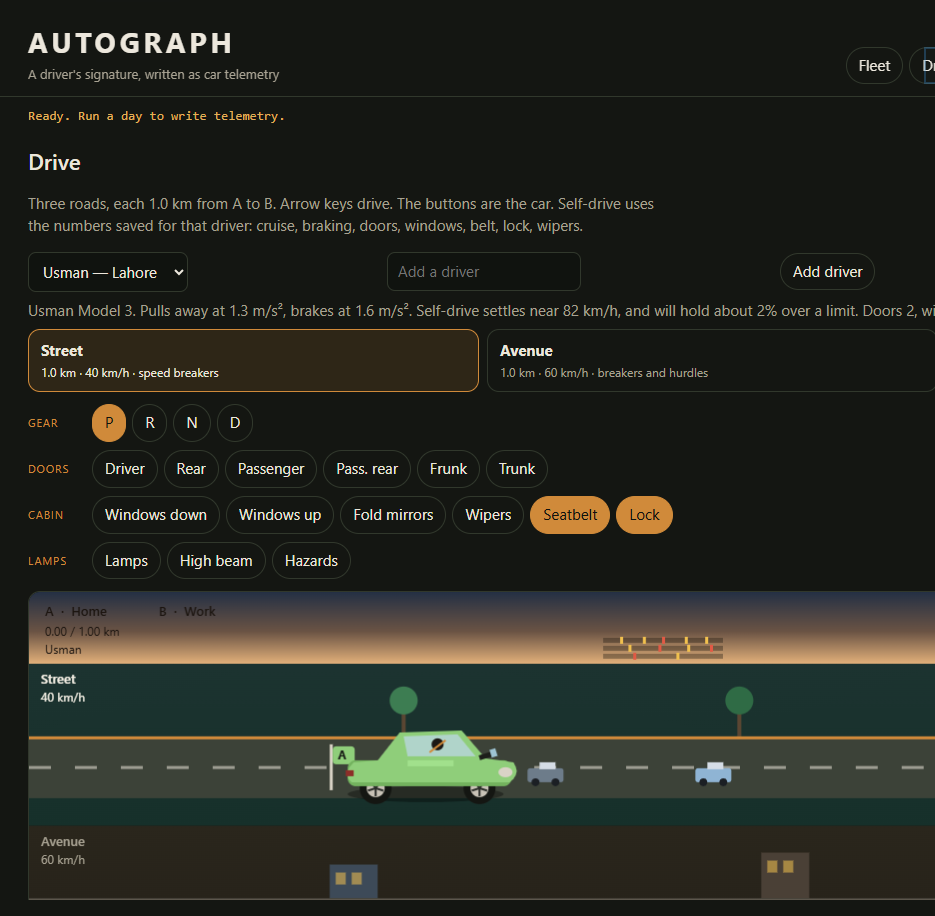 AUTOGRAPH
A driver's signature, written as car telemetry
Fleet
Ready. Run a day to write telemetry.
Drive
Three roads, each 1.0 km from A to B. Arrow keys drive. The buttons are the car. Self-drive uses
the numbers saved for that driver: cruise, braking, doors, windows, belt, lock, wipers.
Usman — Lahore
Add a driver
Add driver
Usman Model 3. Pulls away at 1.3 m/s², brakes at 1.6 m/s². Self-drive settles near 82 km/h, and will hold about 2% over a limit. Doors 2,
Street
1.0 km · 40 km/h · speed breakers
Avenue
1.0 km · 60 km/h · breakers and hurdles
GEAR P R N D
DOORS Driver Rear Passenger Pass. rear Frunk Trunk
CABIN Windows down Windows up Fold mirrors Wipers Seatbelt Lock
LAMPS Lamps High beam Hazards
A · Home B · Work
0.00 / 1.00 km
Usman
Street
40 km/h
A
Avenue
60 km/h